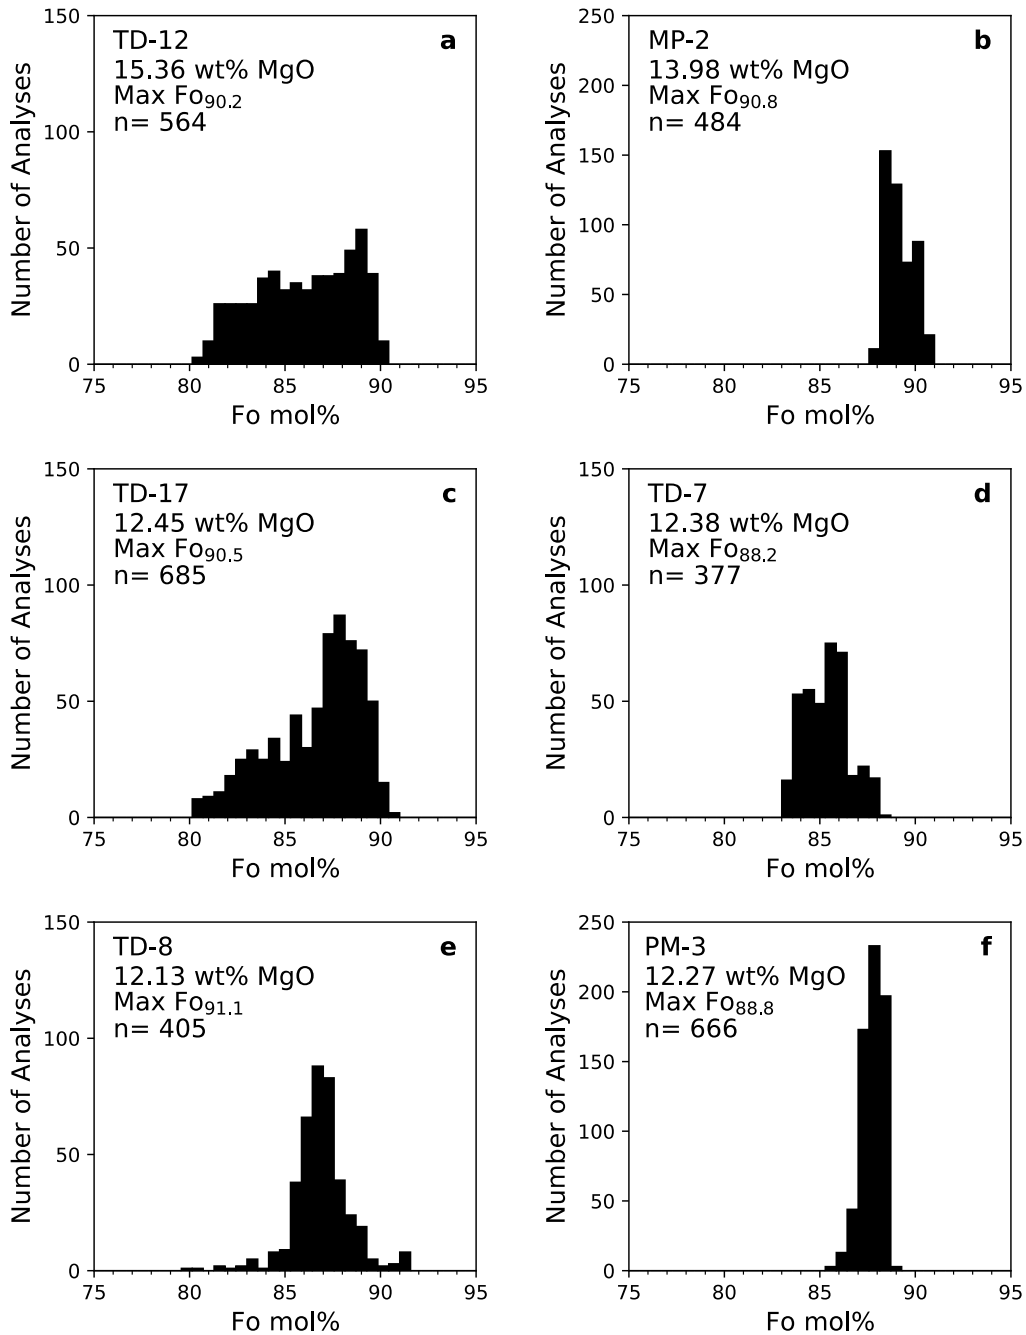 TD-12 a
15.36 wt% MgO
Max Fo90.2
n= 564
Number of Analyses
150
100
50
0
75 80 85 90 95
Fo mol%
MP-2 b
13.98 wt% MgO
Max Fo90.8
n= 484
Number of Analyses
250
200
150
100
50
0
75 80 85 90 95
Fo mol%
TD-17 c
12.45 wt% MgO
Max Fo90.5
n= 685
Number of Analyses
150
100
50
0
75 80 85 90 95
Fo mol%
TD-7 d
12.38 wt% MgO
Max Fo88.2
n= 377
Number of Analyses
150
100
50
0
75 80 85 90 95
Fo mol%
TD-8 e
12.13 wt% MgO
Max Fo91.1
n= 405
Number of Analyses
150
100
50
0
75 80 85 90 95
Fo mol%
PM-3 f
12.27 wt% MgO
Max Fo88.8
n= 666
Number of Analyses
250
200
150
100
50
0
75 80 85 90 95
Fo mol%